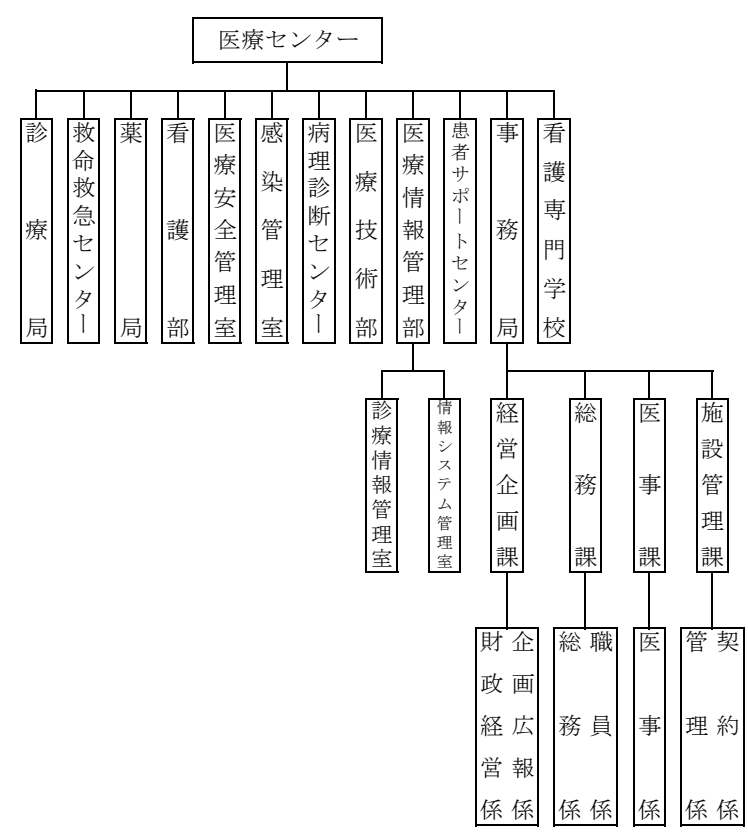 医療センター
診療局
救命救急センター
薬局
看護部
医療安全管理室
感染管理室
病理診断センター
医療技術部
医療情報管理部
患者サポートセンター
事務局
看護専門学校
診療情報管理室
情報システム管理室
経営企画課
総務課
医事課
施設管理課
企画広報係
財政経営係
職員係
総務係
医事係
契約係
管理係